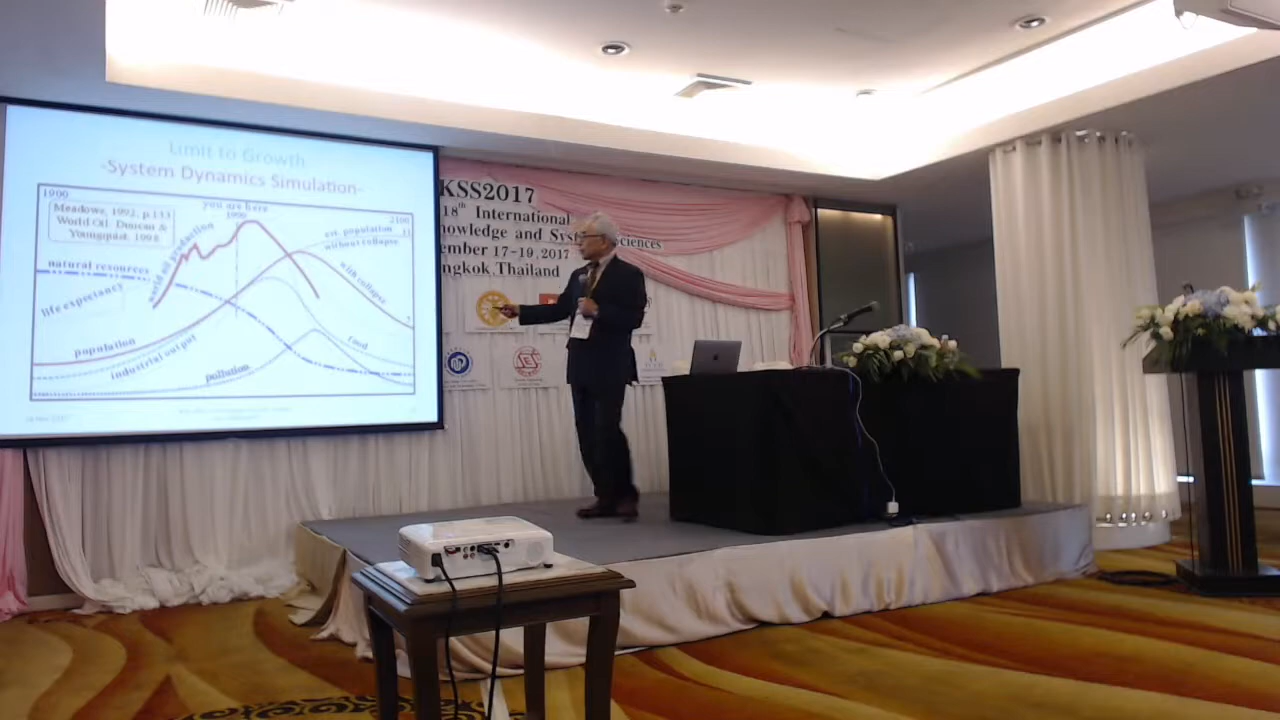 Limit to Growth
-System Dynamics Simulation-
1900
you are here
1990
2100
Meadows, 1992, p.133
World Oil: Duncan &
Youngquist, 1998
world oil production
est. population
without collapse
natural resources
with collapse
life expectancy
?
population
industrial output
food
pollution
KSS2017
18th International
nowledge and Sys Sciences
ember 17-19, 2017
ngkok, Thailand